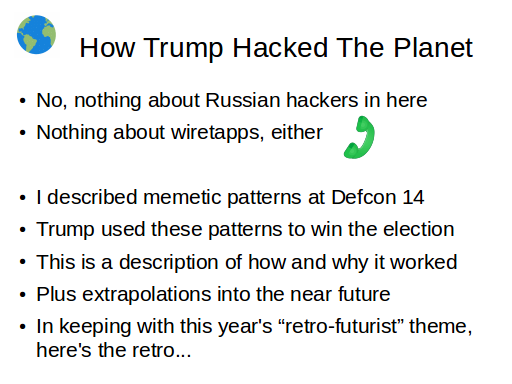 How Trump Hacked The Planet
• No, nothing about Russian hackers in here
• Nothing about wiretapps, either
• I described memetic patterns at Defcon 14
• Trump used these patterns to win the election
• This is a description of how and why it worked
• Plus extrapolations into the near future
• In keeping with this year's “retro-futurist” theme,
here's the retro...